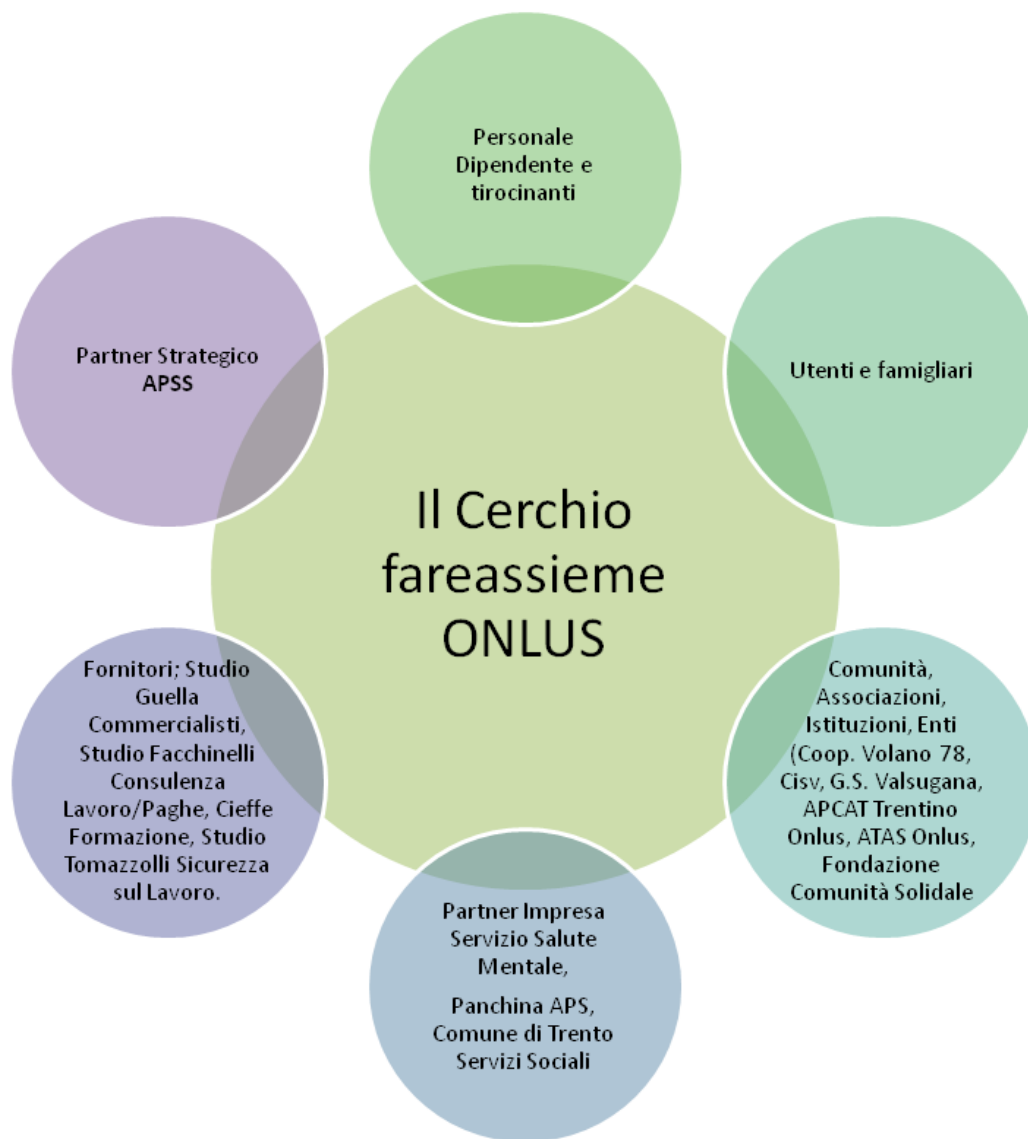 Personale
Dipendente e
tirocinanti
Partner Strategico
APSS
Utenti e famigliari
Il Cerchio
fareassieme
ONLUS
Fornitori; Studio
Guella
Commercialisti,
Studio Facchinelli
Consulenza
Lavoro/Paghe, Cieffe
Formazione, Studio
Tomazzolli Sicurezza
sul Lavoro.
Comunità,
Associazioni,
Istituzioni, Enti
(Coop. Volano 78,
Cisv, G.S. Valsugana,
APCAT Trentino
Onlus, ATAS Onlus,
Fondazione
Comunità Solidale
Partner Impresa
Servizio Salute
Mentale,
Panchina APS,
Comune di Trento
Servizi Sociali